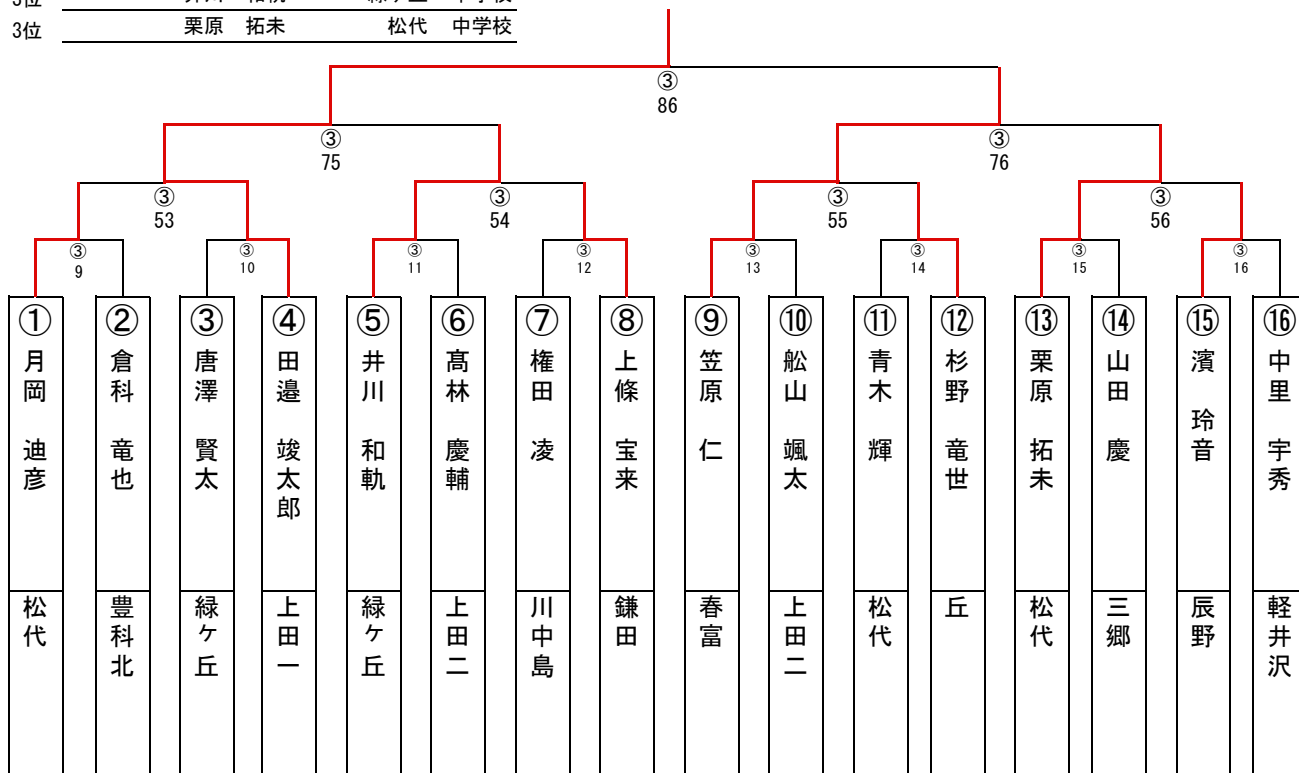 3位 栗原 拓未 松代 中学校
③
86
③ ③
75 76
③ ③ ③ ③
53 54 55 56
③ ③ ③ ③ ③ ③ ③ ③
9 10 11 12 13 14 15 16
① 月岡 迪彦 松代
② 倉科 竜也 豊科北
③ 唐澤 賢太 緑ケ丘
④ 田邉 竣太郎 上田一
⑤ 井川 和軌 緑ケ丘
⑥ 髙林 慶輔 上田二
⑦ 権田 凌 川中島
⑧ 上條 宝来 鎌田
⑨ 笠原 仁 春富
⑩ 舩山 颯太 上田二
⑪ 青木 輝 松代
⑫ 杉野 竜世 丘
⑬ 栗原 拓未 松代
⑭ 山田 慶 三郷
⑮ 濱 玲音 辰野
⑯ 中里 宇秀 軽井沢